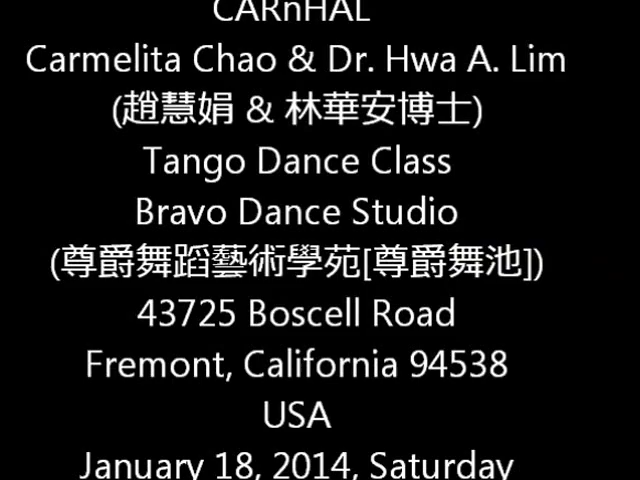 CARnHAL
Carmelita Chao & Dr. Hwa A. Lim
(趙慧娟 & 林華安博士)
Tango Dance Class
Bravo Dance Studio
(尊爵舞蹈藝術學苑[尊爵舞池])
43725 Boscell Road
Fremont, California 94538
USA
January 18, 2014, Saturday